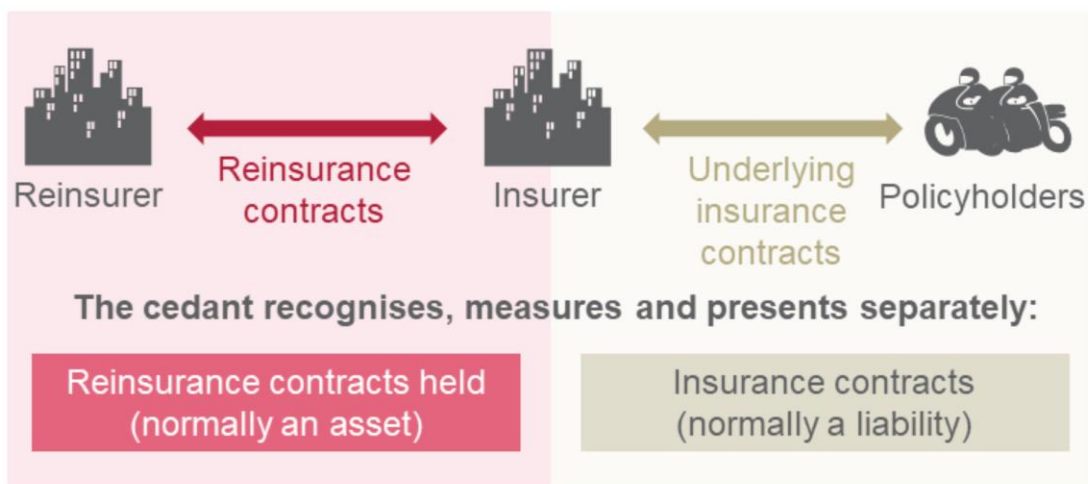 Reinsurer
Reinsurance
contracts
Insurer
Underlying
insurance
contracts
Policyholders
The cedant recognises, measures and presents separately:
Reinsurance contracts held
(normally an asset)
Insurance contracts
(normally a liability)